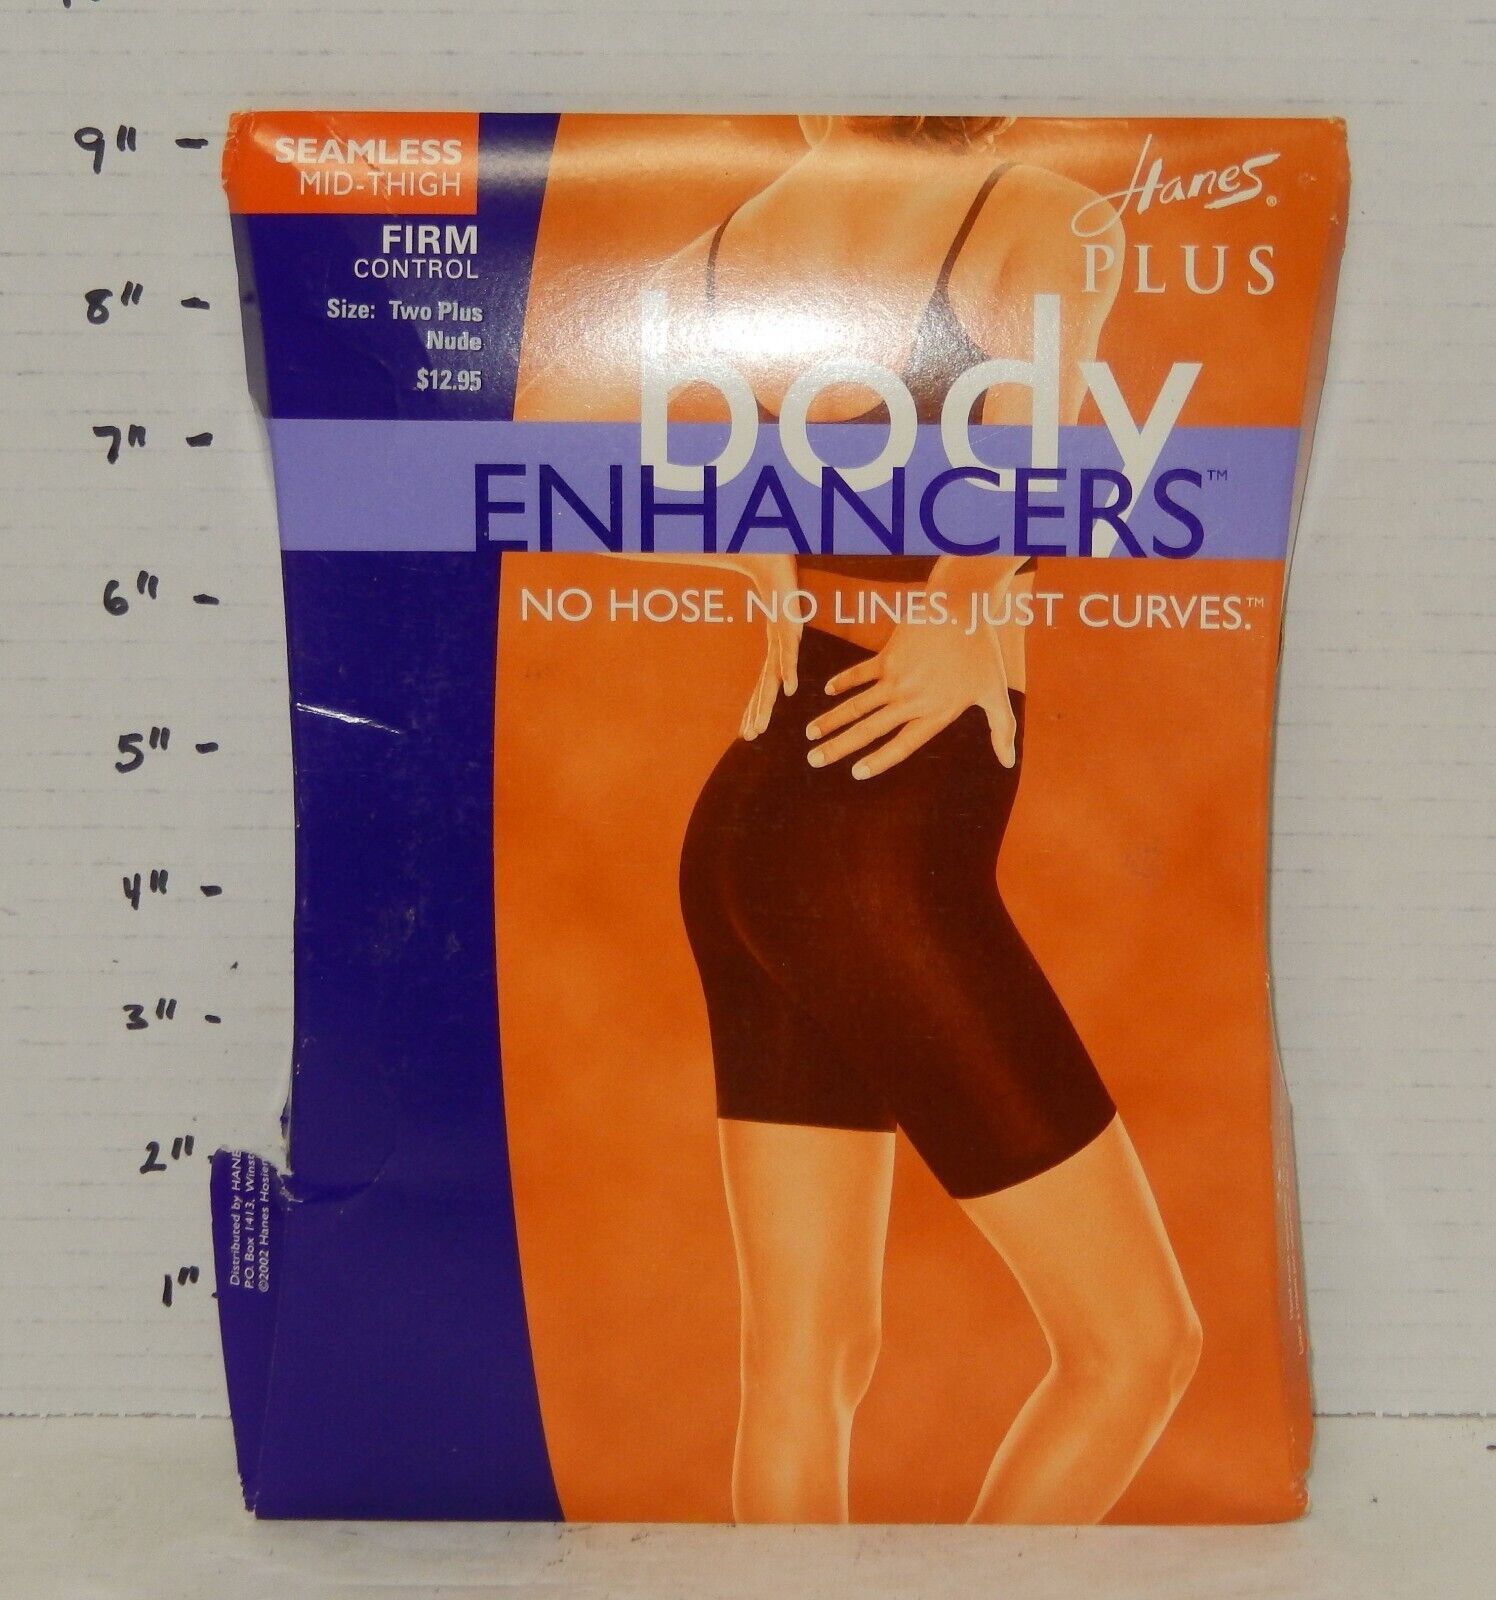 9" -
8" -
7" -
6" -
5" -
4" -
3" -
2" -
1" -
SEAMLESS
MID-THIGH
FIRM
CONTROL
Size: Two Plus
Nude
$12.95
Hanes®
PLUS
body
ENHANCERS™
NO HOSE. NO LINES. JUST CURVES.™
Distributed by HANE
P.O. Box 1413, Winst
©2002 Hanes Hosier